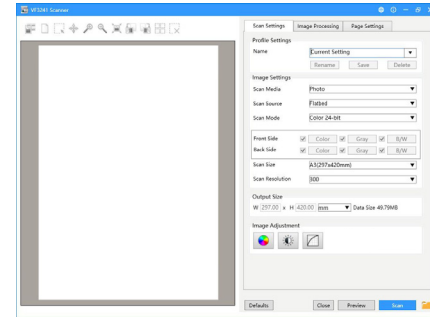 VF3241 Scanner
Scan Settings Image Processing Page Settings
Profile Settings
Name Current Setting
Rename Save Delete
Image Settings
Scan Media Photo
Scan Source Flatbed
Scan Mode Color 24-bit
Front Side Color Gray B/W
Back Side Color Gray B/W
Scan Size A3(297x420mm)
Scan Resolution 300
Output Size
W 297.00 x H 420.00 mm Data Size 49.79MB
Image Adjustment
Defaults Close Preview Scan